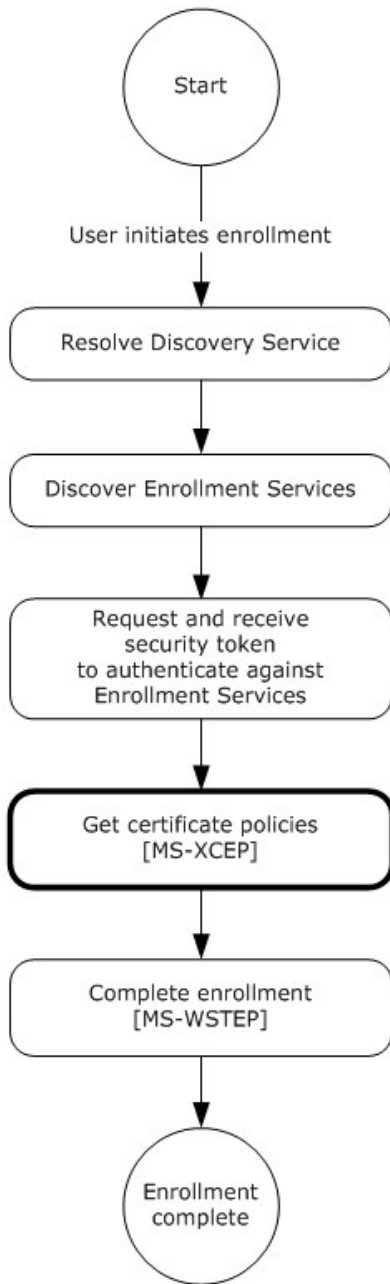 Start
User initiates enrollment
Resolve Discovery Service
Discover Enrollment Services
Request and receive
security token
to authenticate against
Enrollment Services
Get certificate policies
[MS-XCEP]
Complete enrollment
[MS-WSTEP]
Enrollment
complete